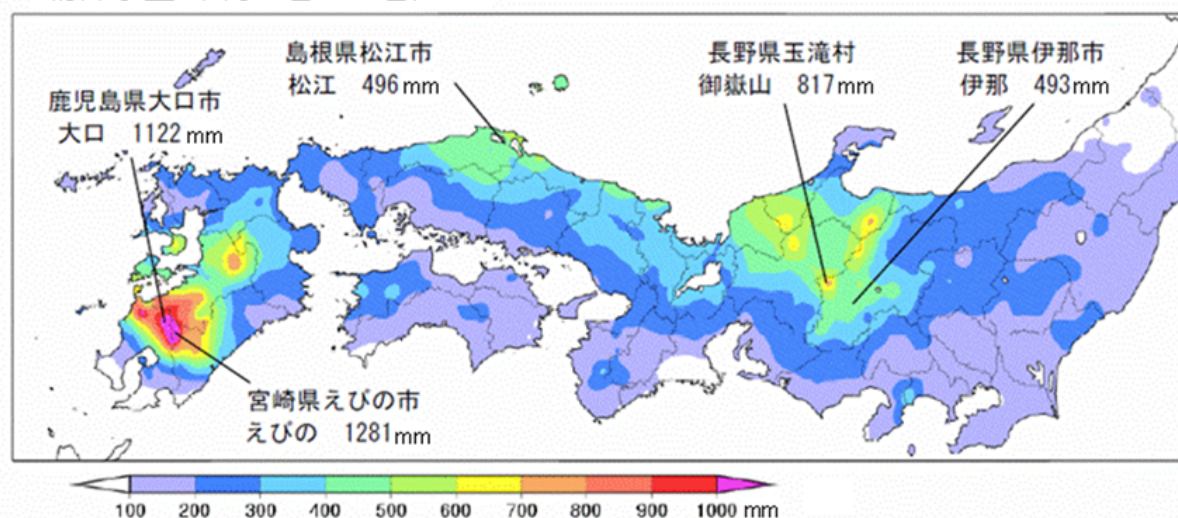 島根県松江市
松江 496mm
長野県玉滝村
御嶽山 817mm
長野県伊那市
伊那 493mm
鹿児島県大口市
大口 1122mm
宮崎県えびの市
えびの 1281mm
100 200 300 400 500 600 700 800 900 1000 mm